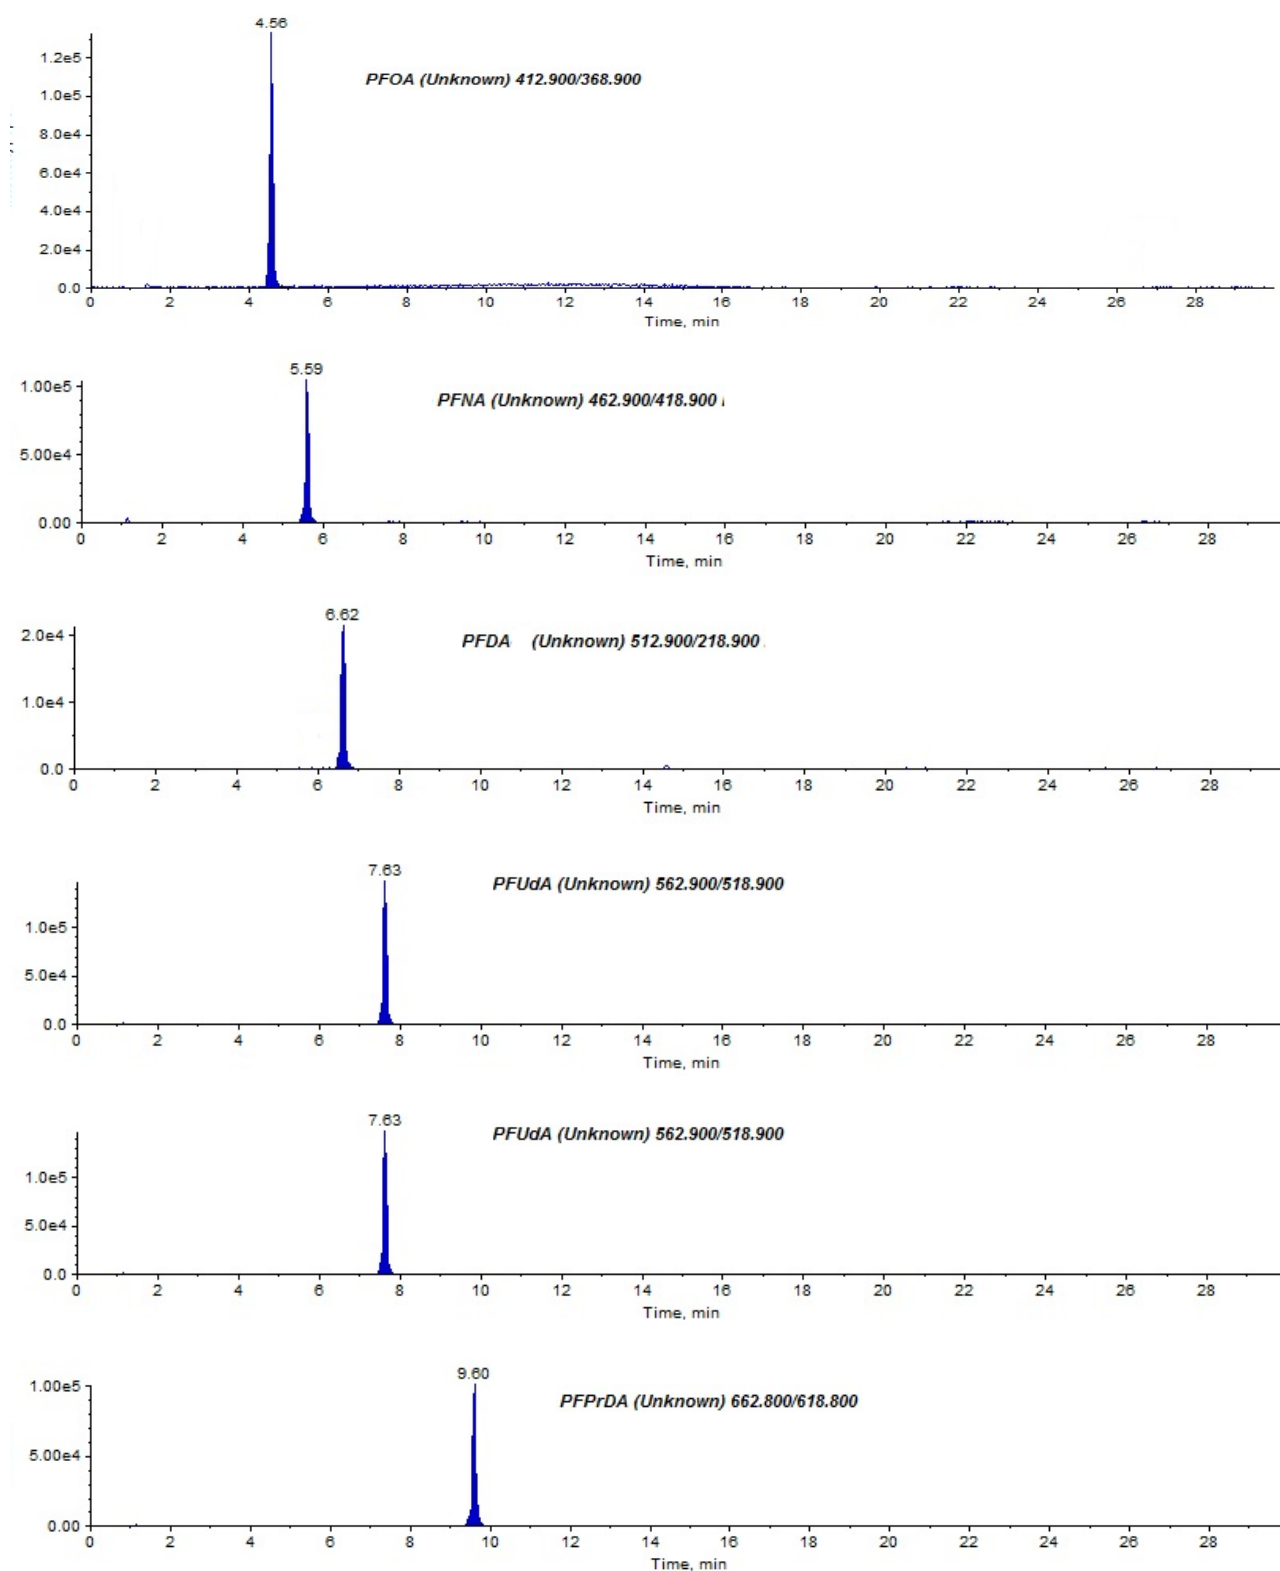 4.56
1.2e5
PFOA (Unknown) 412.900/368.900
1.0e5
8.0e4
6.0e4
4.0e4
2.0e4
0.0
0 2 4 6 8 10 12 14 16 18 20 22 24 26 28
Time, min
5.59
1.00e5
PFNA (Unknown) 462.900/418.900
5.00e4
0.00
0 2 4 6 8 10 12 14 16 18 20 22 24 26 28
Time, min
6.62
2.0e4
PFDA (Unknown) 512.900/218.900
1.0e4
0.0
0 2 4 6 8 10 12 14 16 18 20 22 24 26 28
Time, min
7.63
PFUdA (Unknown) 562.900/518.900
1.0e5
5.0e4
0.0
0 2 4 6 8 10 12 14 16 18 20 22 24 26 28
Time, min
7.63
PFUdA (Unknown) 562.900/518.900
1.0e5
5.0e4
0.0
0 2 4 6 8 10 12 14 16 18 20 22 24 26 28
Time, min
9.60
1.00e5
PFPrDA (Unknown) 662.800/618.800
5.00e4
0.00
0 2 4 6 8 10 12 14 16 18 20 22 24 26 28
Time, min